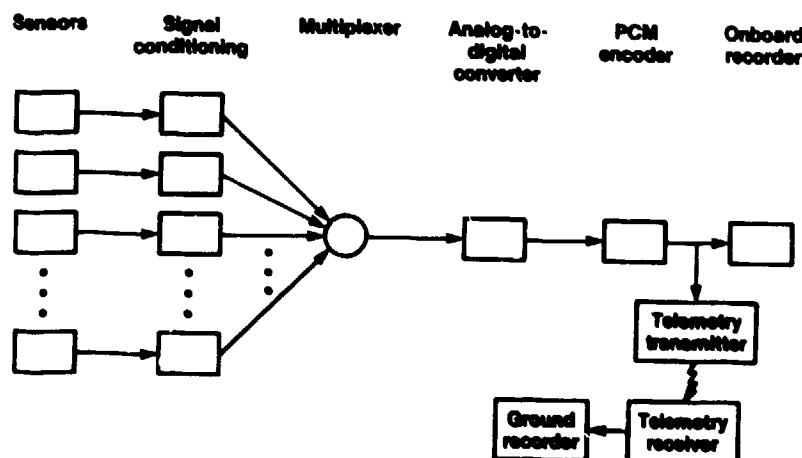 Sensors
Signal
conditioning
Multiplexer
Analog-to-
digital
converter
PCM
encoder
Onboard
recorder
Telemetry
transmitter
Ground
recorder
Telemetry
receiver